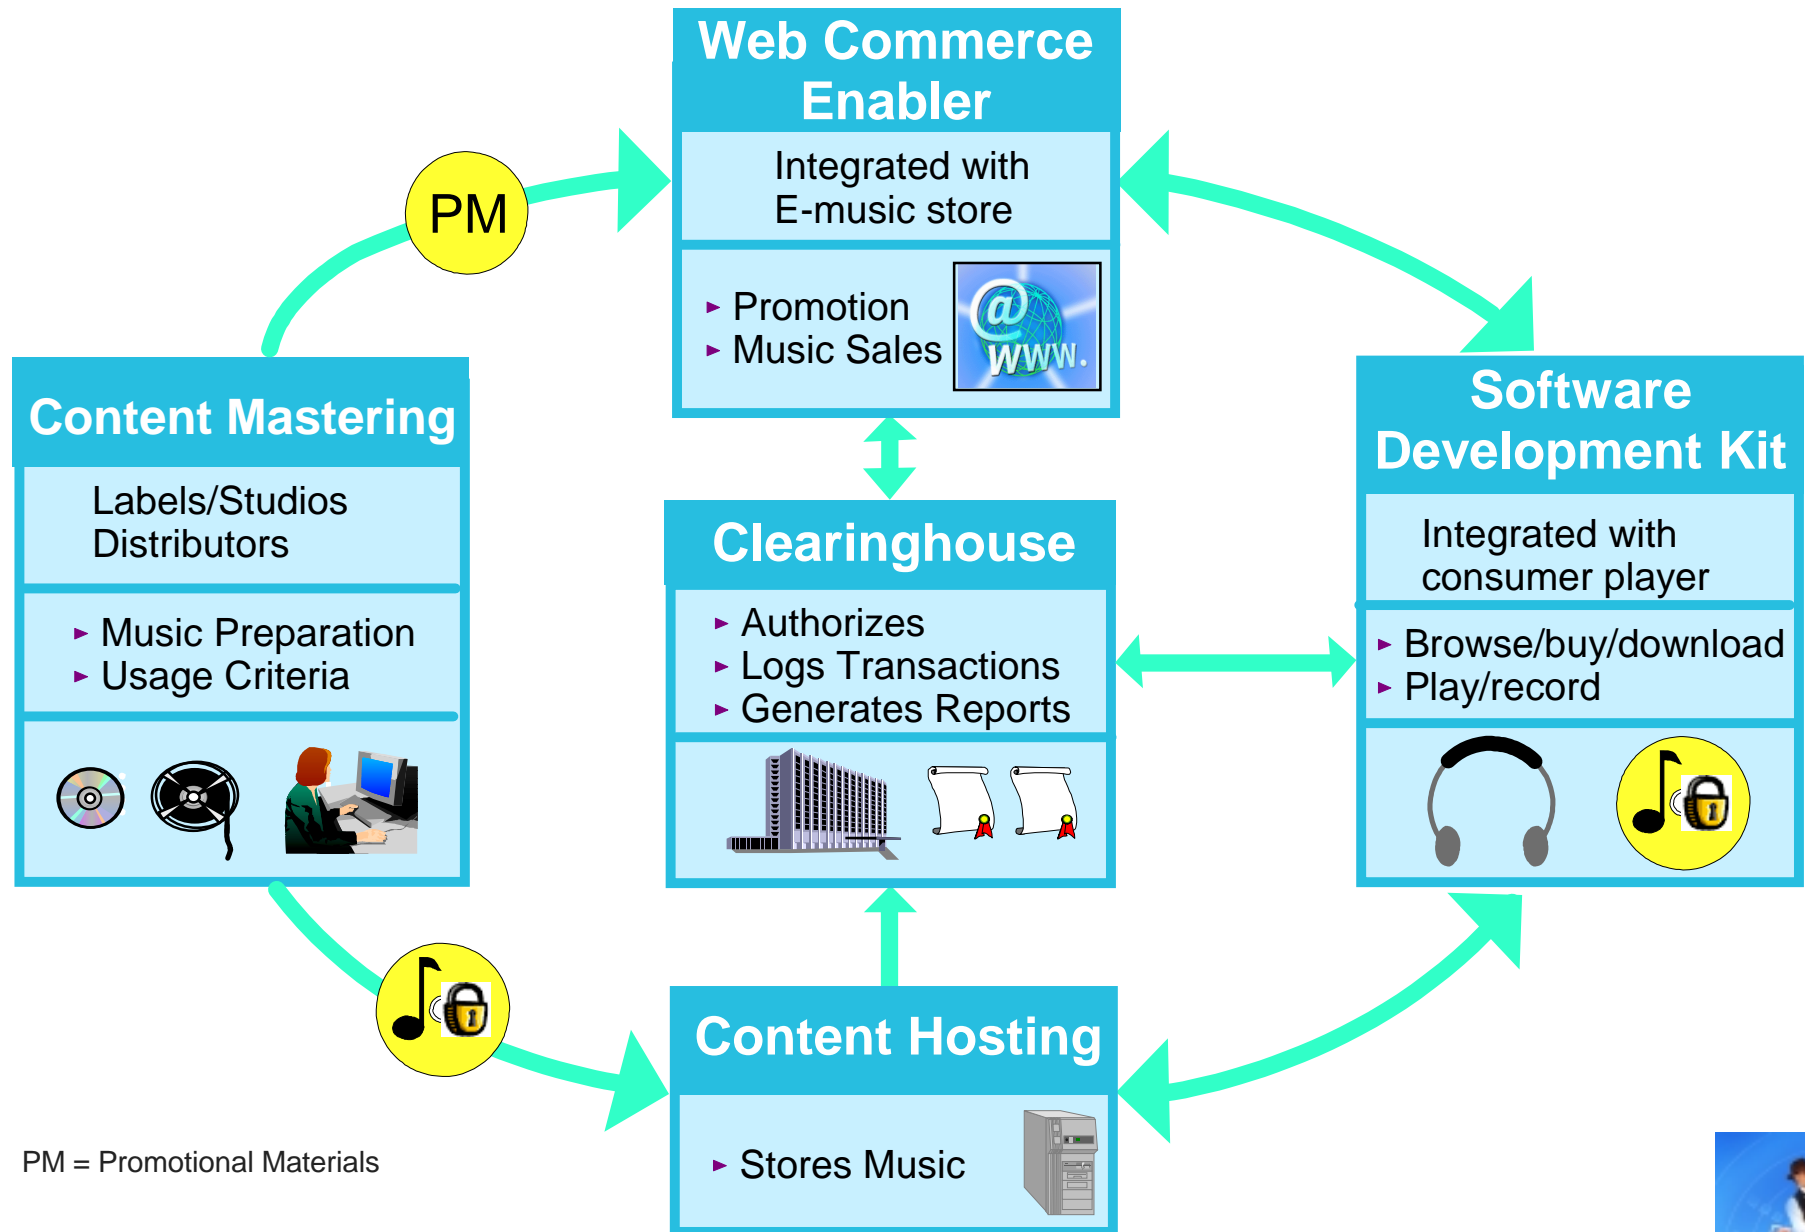 Web Commerce
Enabler
Integrated with
E-music store
Promotion
Music Sales
@
www.
PM
Content Mastering
Labels/Studios
Distributors
Music Preparation
Usage Criteria
Clearinghouse
Authorizes
Logs Transactions
Generates Reports
Software
Development Kit
Integrated with
consumer player
Browse/buy/download
Play/record
Content Hosting
Stores Music
PM = Promotional Materials